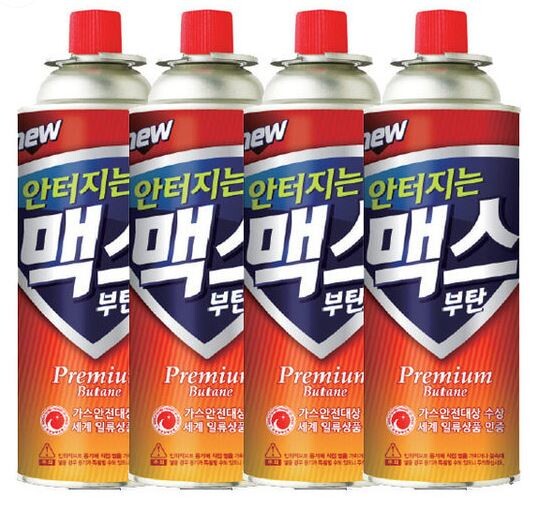 new
안터지는
맥스
부탄
Premium
Butane
가스안전대상 수상
세계 일류상품 인증